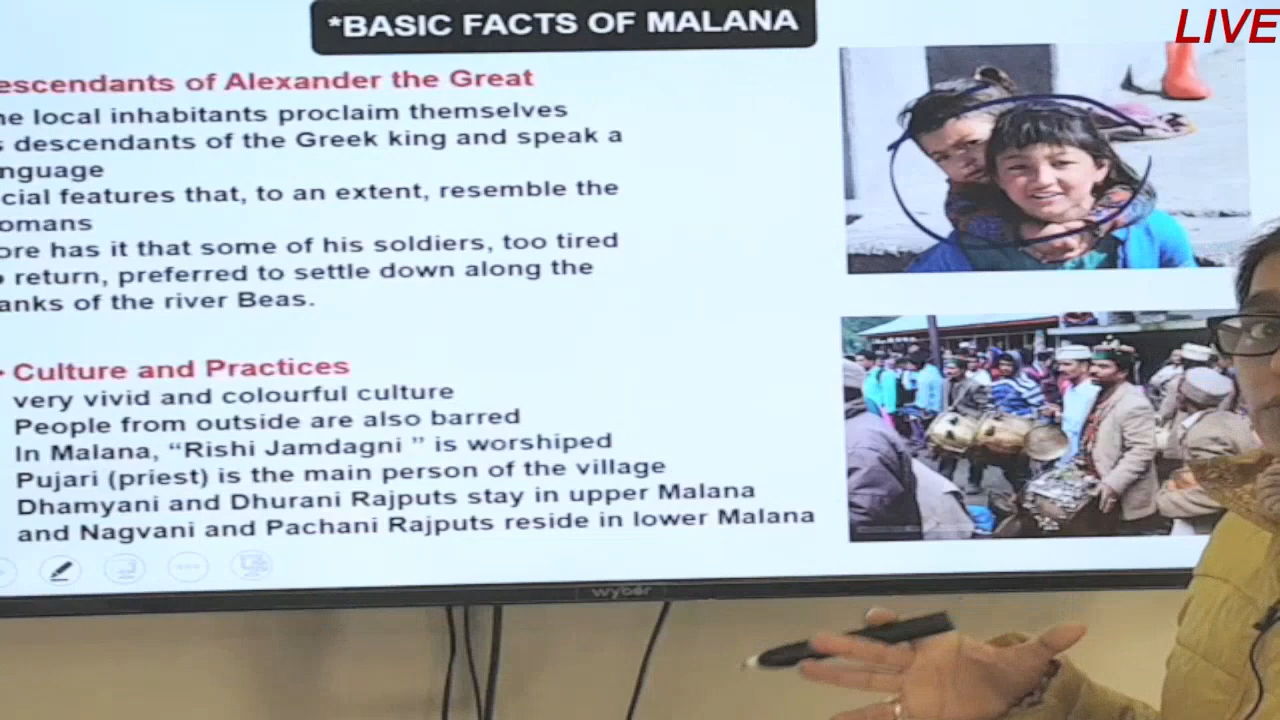 *BASIC FACTS OF MALANA
LIVE
escendants of Alexander the Great
he local inhabitants proclaim themselves
s descendants of the Greek king and speak a
nguage
cial features that, to an extent, resemble the
omans
ore has it that some of his soldiers, too tired
o return, preferred to settle down along the
anks of the river Beas.
Culture and Practices
very vivid and colourful culture
People from outside are also barred
In Malana, “Rishi Jamdagni ” is worshiped
Pujari (priest) is the main person of the village
Dhamyani and Dhurani Rajputs stay in upper Malana
and Nagvani and Pachani Rajputs reside in lower Malana